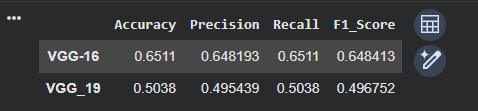 Accuracy Precision Recall F1_Score
VGG-16 0.6511 0.648193 0.6511 0.648413
VGG_19 0.5038 0.495439 0.5038 0.496752